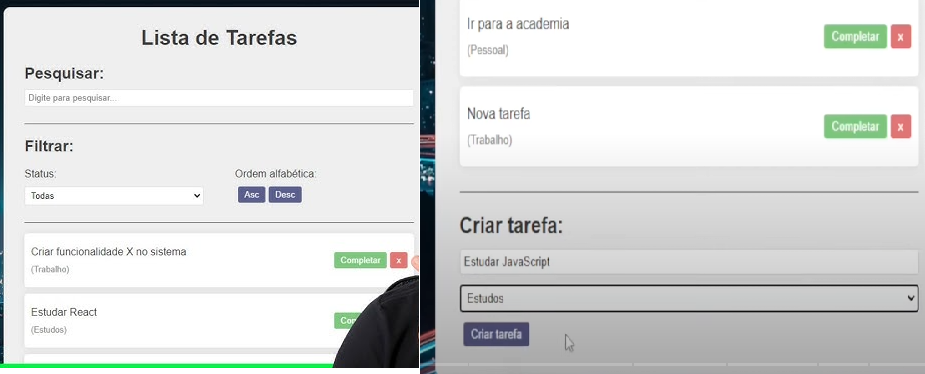 Lista de Tarefas
Pesquisar:
Digite para pesquisar...
Filtrar:
Status:
Ordem alfabética:
Todas
Asc
Desc
Criar funcionalidade X no sistema
(Trabalho)
Completar
x
Estudar React
(Estudos)
Ir para a academia
(Pessoal)
Completar
x
Nova tarefa
(Trabalho)
Completar
x
Criar tarefa:
Estudar JavaScript
Estudos
Criar tarefa